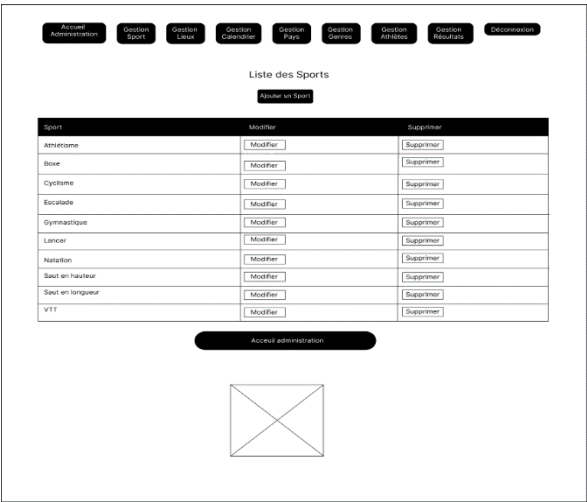 Accueil
Administration
Gestion
Sport
Gestion
Lieux
Gestion
Calendrier
Gestion
Pays
Gestion
Genres
Gestion
Athlètes
Gestion
Résultats
Déconnexion
Liste des Sports
Ajouter un Sport
Sport Modifier Supprimer
Athlétisme Modifier Supprimer
Boxe Modifier Supprimer
Cyclisme Modifier Supprimer
Escalade Modifier Supprimer
Gymnastique Modifier Supprimer
Lancer Modifier Supprimer
Natation Modifier Supprimer
Saut en hauteur Modifier Supprimer
Saut en longueur Modifier Supprimer
VTT Modifier Supprimer
Acceuil administration